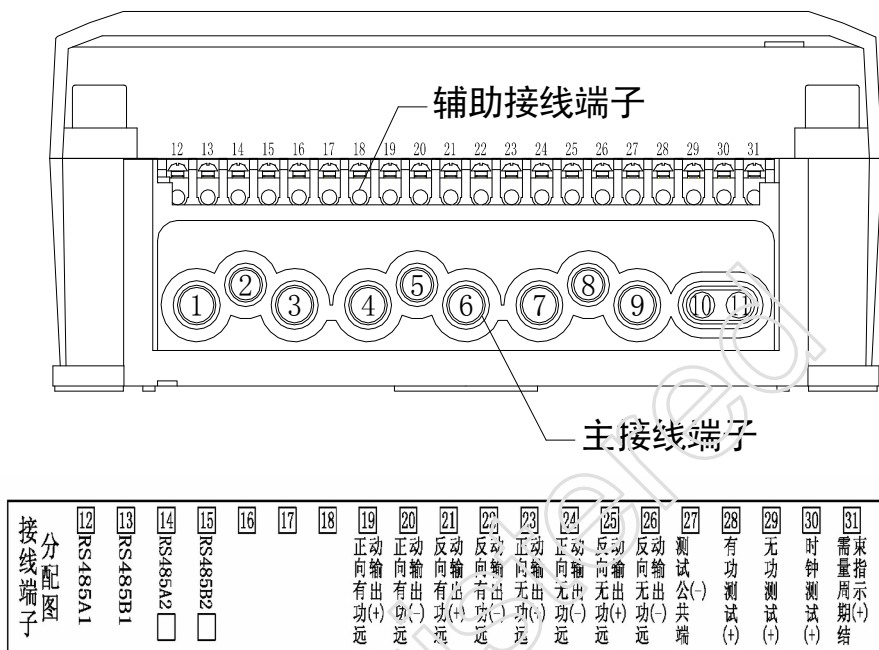 辅助接线端子
12 13 14 15 16 17 18 19 20 21 22 23 24 25 26 27 28 29 30 31
1 2 3 4 5 6 7 8 9 10 11
主接线端子
接线端子分配图
12 RS485A1
13 RS485B1
14 RS485A2 □
15 RS485B2 □
16
17
18
19 正向有功远动输出(+)
20 正向有功远动输出(-)
21 反向有功远动输出(+)
22 反向有功远动输出(-)
23 正向无功远动输出(+)
24 正向无功远动输出(-)
25 反向无功远动输出(+)
26 反向无功远动输出(-)
27 测试公共端(-)
28 有功测试(+)
29 无功测试(+)
30 时钟测试(+)
31 需量周期结束指示(+)